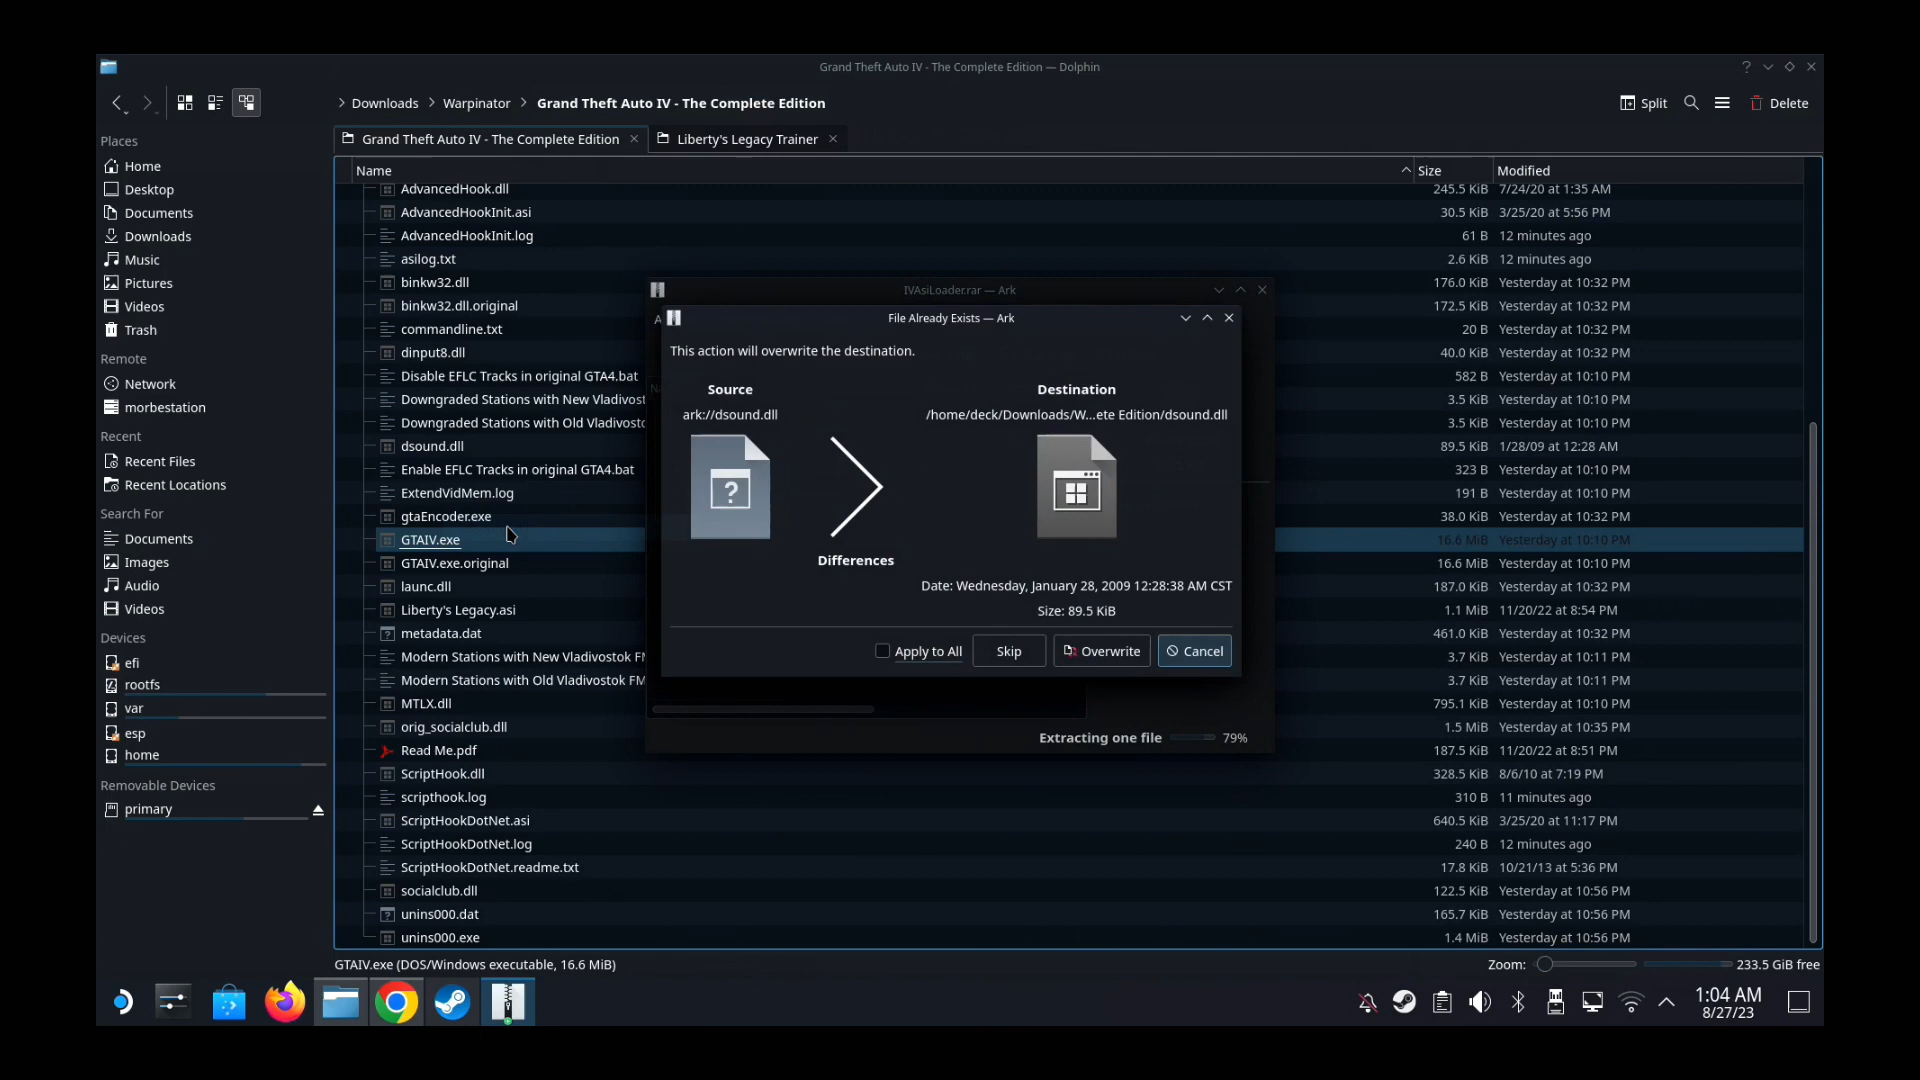 Grand Theft Auto IV - The Complete Edition — Dolphin
Downloads > Warpinator > Grand Theft Auto IV - The Complete Edition
Split
Delete
Grand Theft Auto IV - The Complete Edition
Liberty's Legacy Trainer
Places
Home
Desktop
Documents
Downloads
Music
Pictures
Videos
Trash
Remote
Network
morbestation
Recent
Recent Files
Recent Locations
Search For
Documents
Images
Audio
Videos
Devices
efi
rootfs
var
esp
home
Removable Devices
primary
Name Size Modified
AdvancedHook.dll 245.5 KiB 7/24/20 at 1:35 AM
AdvancedHookInit.asi 30.5 KiB 3/25/20 at 5:56 PM
AdvancedHookInit.log 61 B 12 minutes ago
asilog.txt 2.6 KiB 12 minutes ago
binkw32.dll 176.0 KiB Yesterday at 10:32 PM
binkw32.dll.original 172.5 KiB Yesterday at 10:32 PM
commandline.txt 20 B Yesterday at 10:32 PM
dinput8.dll 40.0 KiB Yesterday at 10:32 PM
Disable EFLC Tracks in original GTA4.bat 582 B Yesterday at 10:10 PM
Downgraded Stations with New Vladivost 3.5 KiB Yesterday at 10:10 PM
Downgraded Stations with Old Vladivosto 3.5 KiB Yesterday at 10:10 PM
dsound.dll 89.5 KiB 1/28/09 at 12:28 AM
Enable EFLC Tracks in original GTA4.bat 323 B Yesterday at 10:10 PM
ExtendVidMem.log 191 B Yesterday at 10:10 PM
gtaEncoder.exe 38.0 KiB Yesterday at 10:32 PM
GTAIV.exe 16.6 MiB Yesterday at 10:10 PM
GTAIV.exe.original 16.6 MiB Yesterday at 10:10 PM
launc.dll 187.0 KiB Yesterday at 10:32 PM
Liberty's Legacy.asi 1.1 MiB 11/20/22 at 8:54 PM
metadata.dat 461.0 KiB Yesterday at 10:32 PM
Modern Stations with New Vladivostok FM 3.7 KiB Yesterday at 10:11 PM
Modern Stations with Old Vladivostok FM 3.7 KiB Yesterday at 10:11 PM
MTLX.dll 795.1 KiB Yesterday at 10:10 PM
orig_socialclub.dll 1.5 MiB Yesterday at 10:35 PM
Read Me.pdf 187.5 KiB 11/20/22 at 8:51 PM
ScriptHook.dll 328.5 KiB 8/6/10 at 7:19 PM
scripthook.log 310 B 11 minutes ago
ScriptHookDotNet.asi 640.5 KiB 3/25/20 at 11:17 PM
ScriptHookDotNet.log 240 B 12 minutes ago
ScriptHookDotNet.readme.txt 17.8 KiB 10/21/13 at 5:36 PM
socialclub.dll 122.5 KiB Yesterday at 10:56 PM
unins000.dat 165.7 KiB Yesterday at 10:56 PM
unins000.exe 1.4 MiB Yesterday at 10:56 PM
IVAsiLoader.rar — Ark
File Already Exists — Ark
This action will overwrite the destination.
Source Destination
ark://dsound.dll /home/deck/Downloads/W...ete Edition/dsound.dll
Differences
Date: Wednesday, January 28, 2009 12:28:38 AM CST
Size: 89.5 KiB
Apply to All Skip Overwrite Cancel
Extracting one file 79%
GTAIV.exe (DOS/Windows executable, 16.6 MiB)
Zoom: 233.5 GiB free
1:04 AM
8/27/23